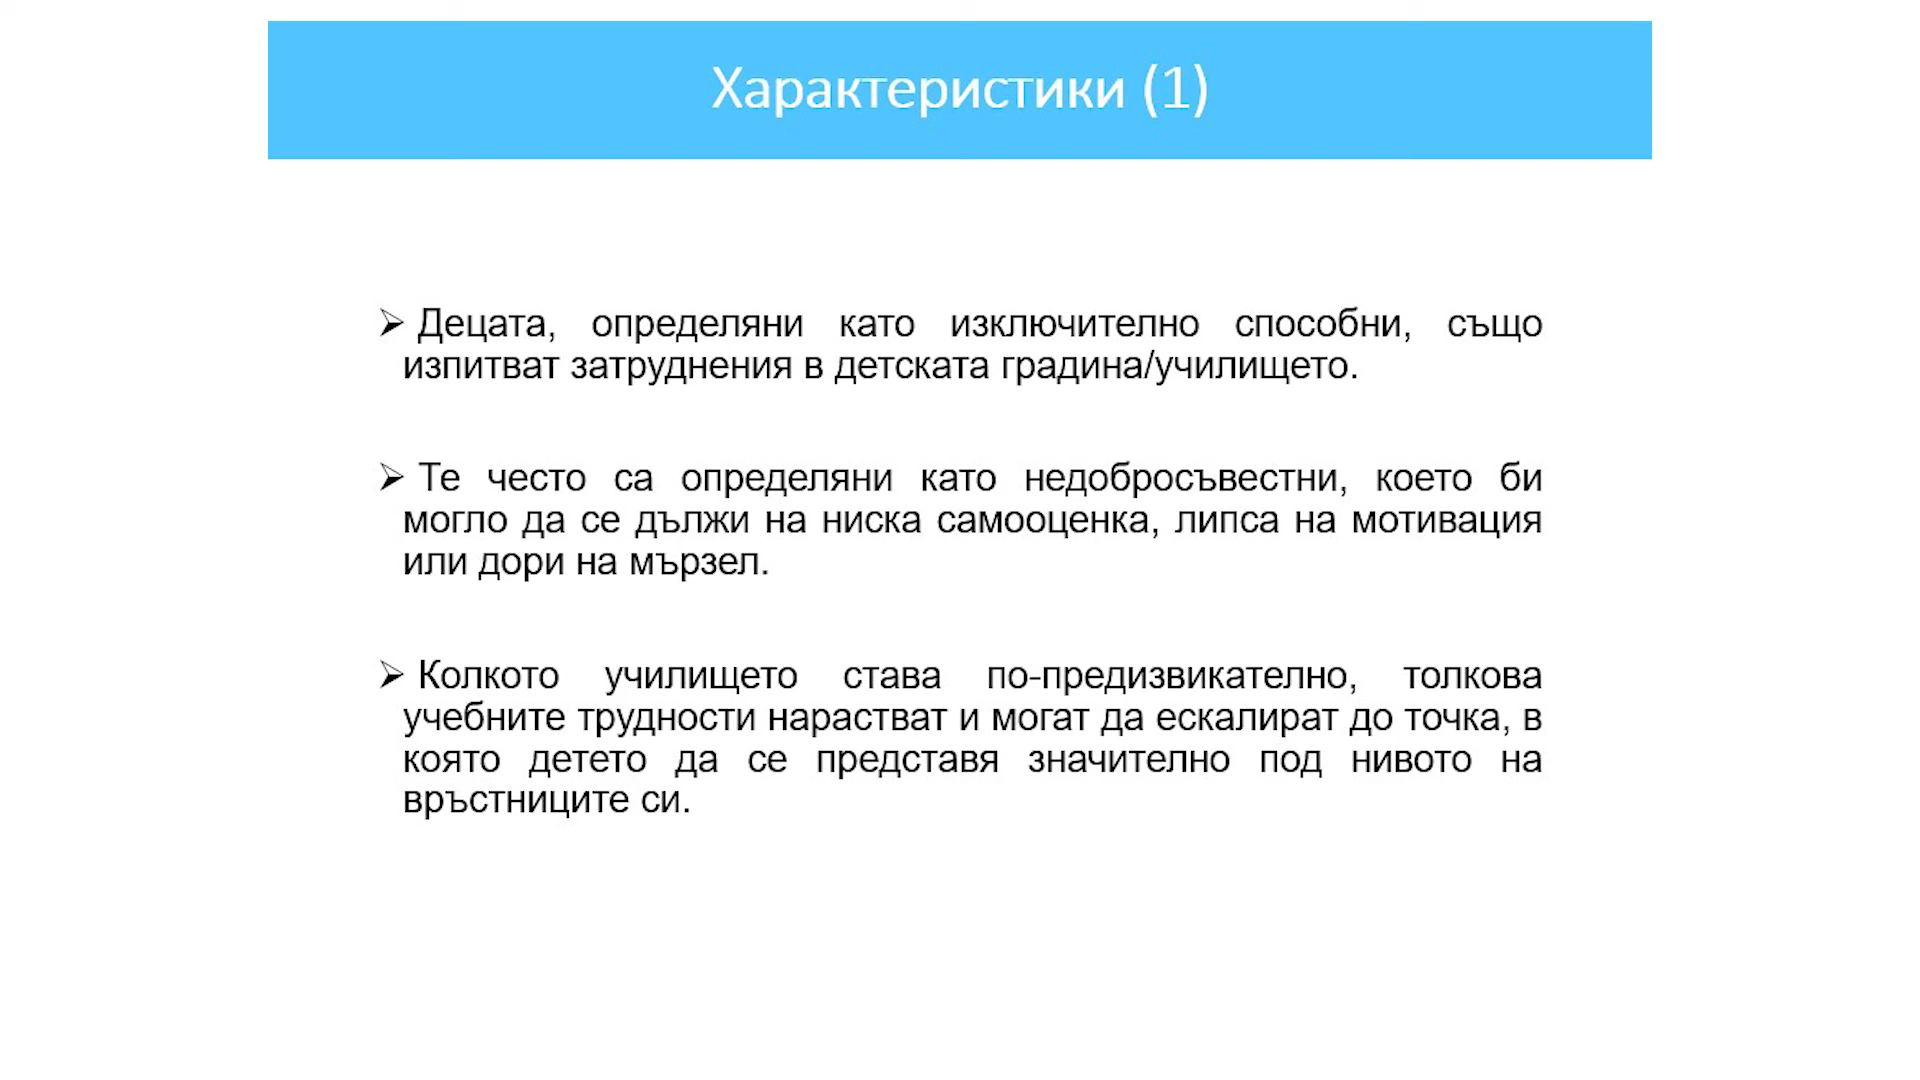 Характеристики (1)
➢ Децата, определяни като изключително способни, също
изпитват затруднения в детската градина/училището.
➢ Те често са определяни като недобросъвестни, което би
могло да се дължи на ниска самооценка, липса на мотивация
или дори на мързел.
➢ Колкото училището става по-предизвикателно, толкова
учебните трудности нарастват и могат да ескалират до точка, в
която детето да се представя значително под нивото на
връстниците си.